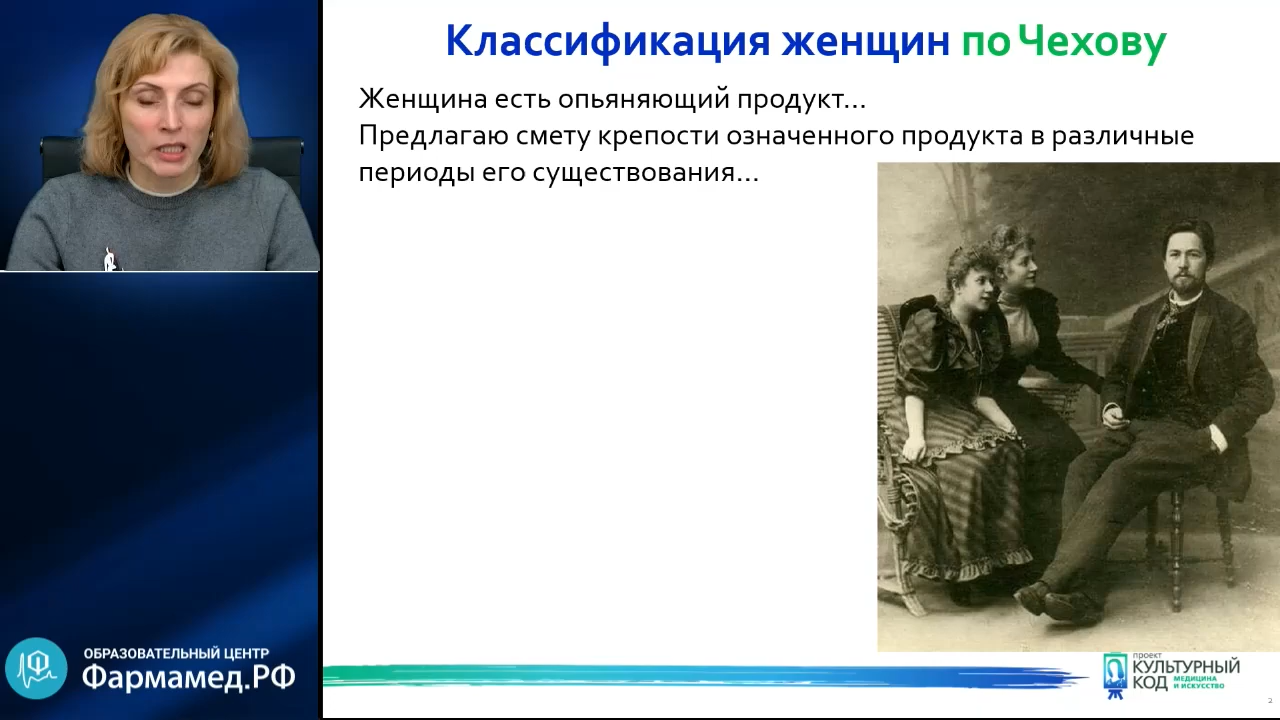 Классификация женщин по Чехову
Женщина есть опьяняющий продукт...
Предлагаю смету крепости означенного продукта в различные
периоды его существования...
ОБРАЗОВАТЕЛЬНЫЙ ЦЕНТР
Фармамед.РФ
проект
КУЛЬТУРНЫЙ
КОД
МЕДИЦИНА
И ИСКУССТВО
2